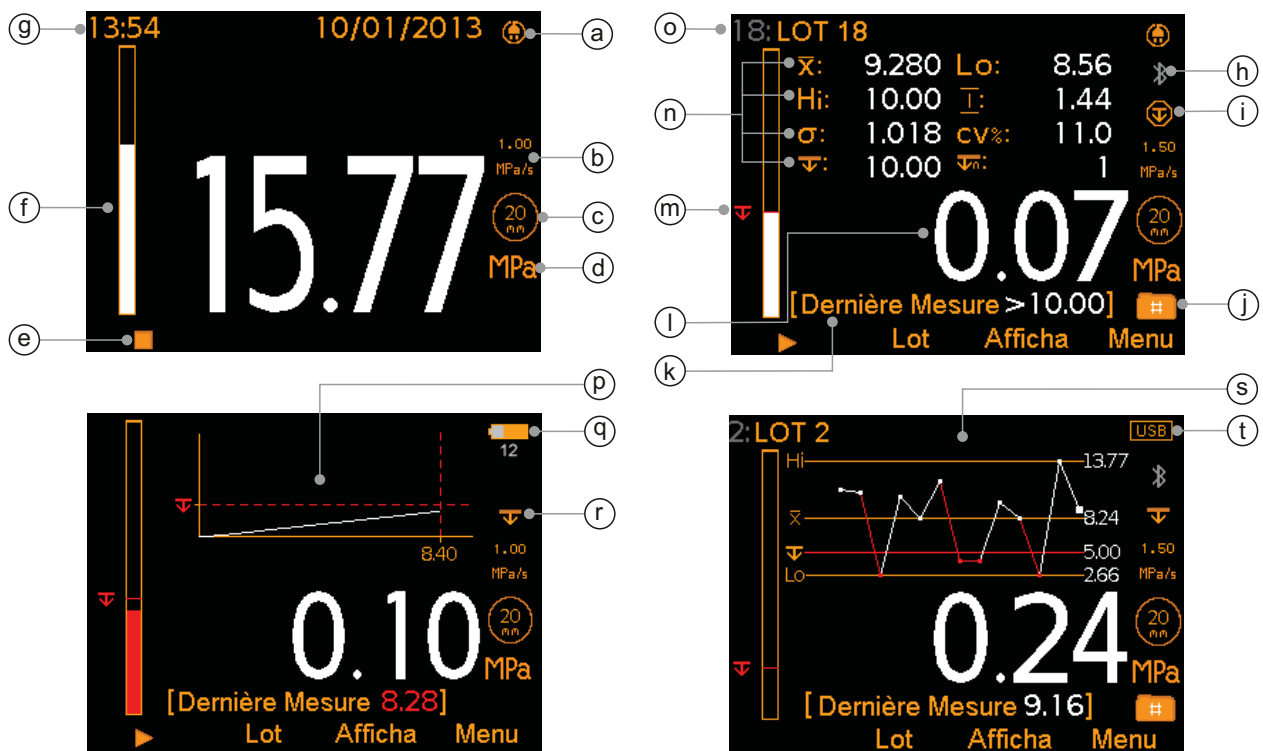 g 13:54 10/01/2013 a
1.00
MPa/s b
15.77
f
20
mm c
MPa d
e
o 18: LOT 18
x̄: 9.280 Lo: 8.56 h
n Hi: 10.00 I: 1.44 i
σ: 1.018 cv%: 11.0
1.50
MPa/s
↧: 10.00 ↧n: 1
m
20
mm
l 0.07
MPa
[Dernière Mesure >10.00] # j
Lot Afficha Menu
k
p
q
12
r
8.40
1.00
MPa/s
0.10
20
mm
MPa
[Dernière Mesure 8.28]
Lot Afficha Menu
s
2: LOT 2 USB t
Hi 13.77
x̄ 8.24
↧ 5.00 1.50
Lo 2.66 MPa/s
0.24
20
mm
MPa
[Dernière Mesure 9.16] #
Lot Afficha Menu